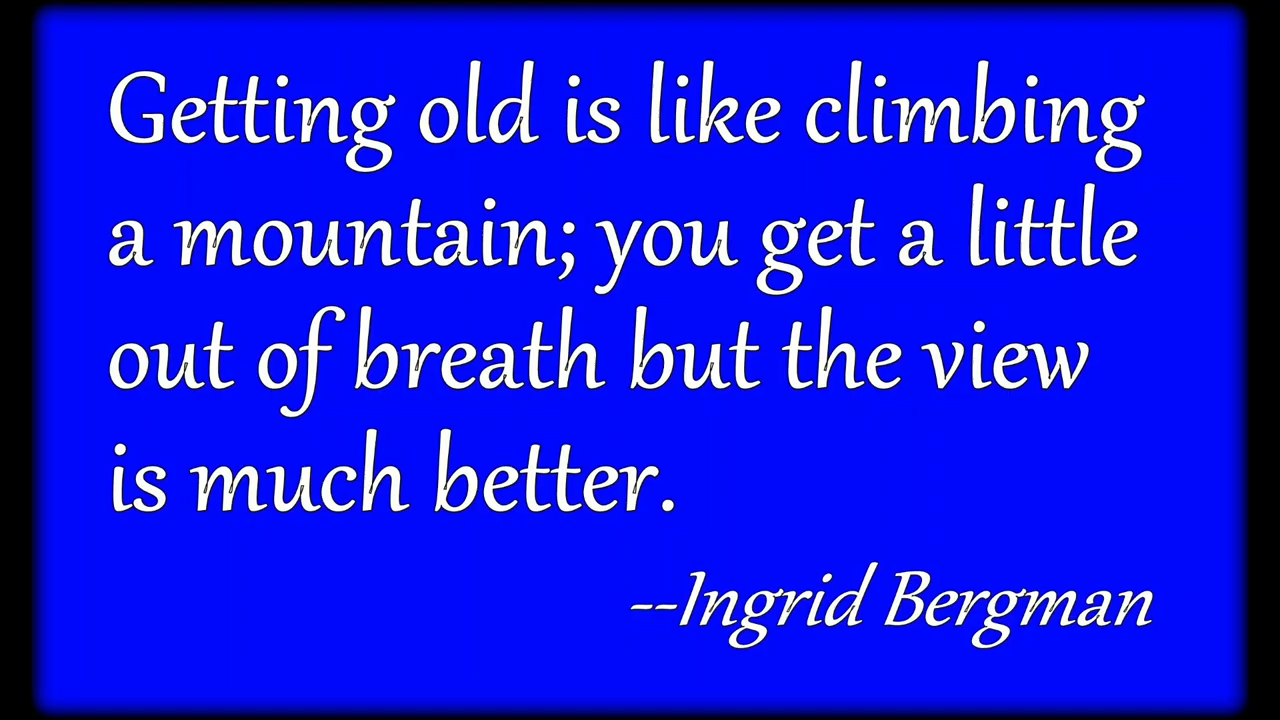 Getting old is like climbing
a mountain; you get a little
out of breath but the view
is much better.
--Ingrid Bergman